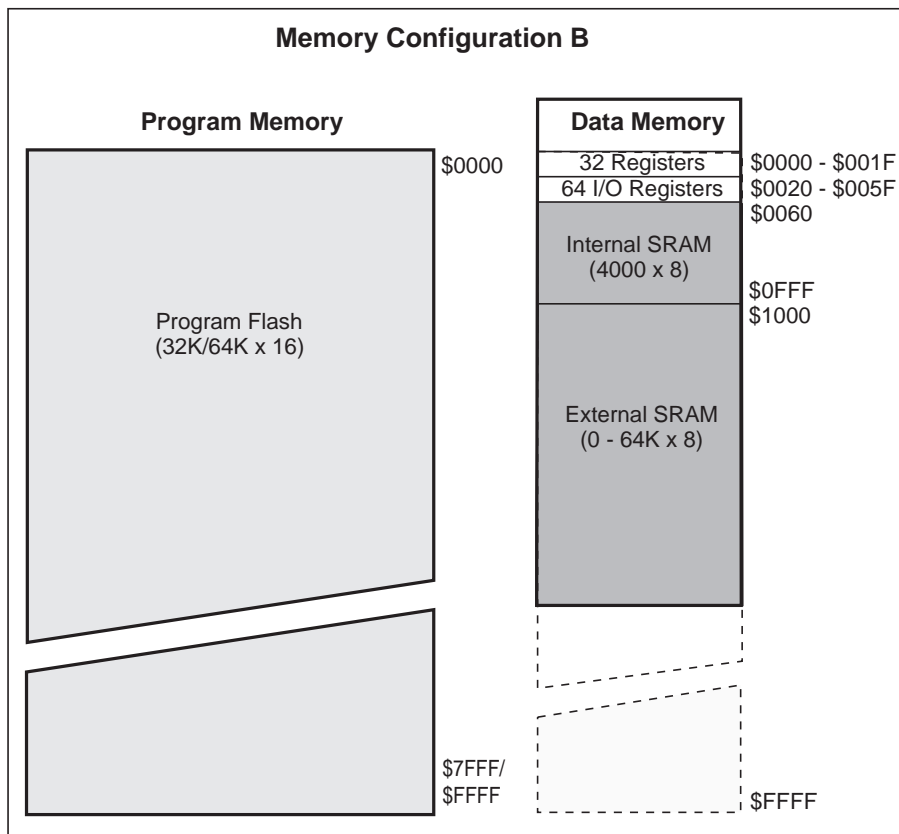 Memory Configuration B
Program Memory
$0000
Program Flash
(32K/64K x 16)
$7FFF/
$FFFF
Data Memory
32 Registers
$0000 - $001F
64 I/O Registers
$0020 - $005F
$0060
Internal SRAM
(4000 x 8)
$0FFF
$1000
External SRAM
(0 - 64K x 8)
$FFFF